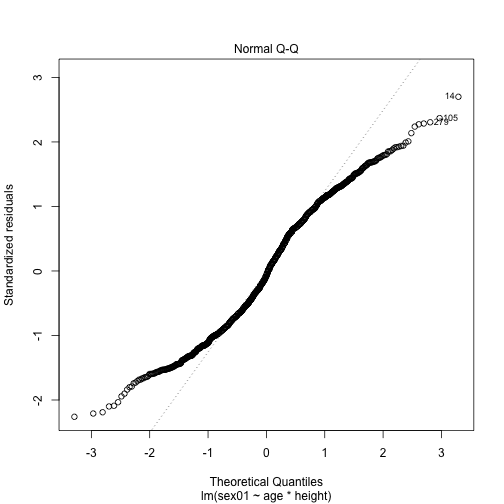 Normal Q-Q
Standardized residuals
3
2
1
0
-1
-2
14
105
279
-3 -2 -1 0 1 2 3
Theoretical Quantiles
lm(sex01 ~ age * height)